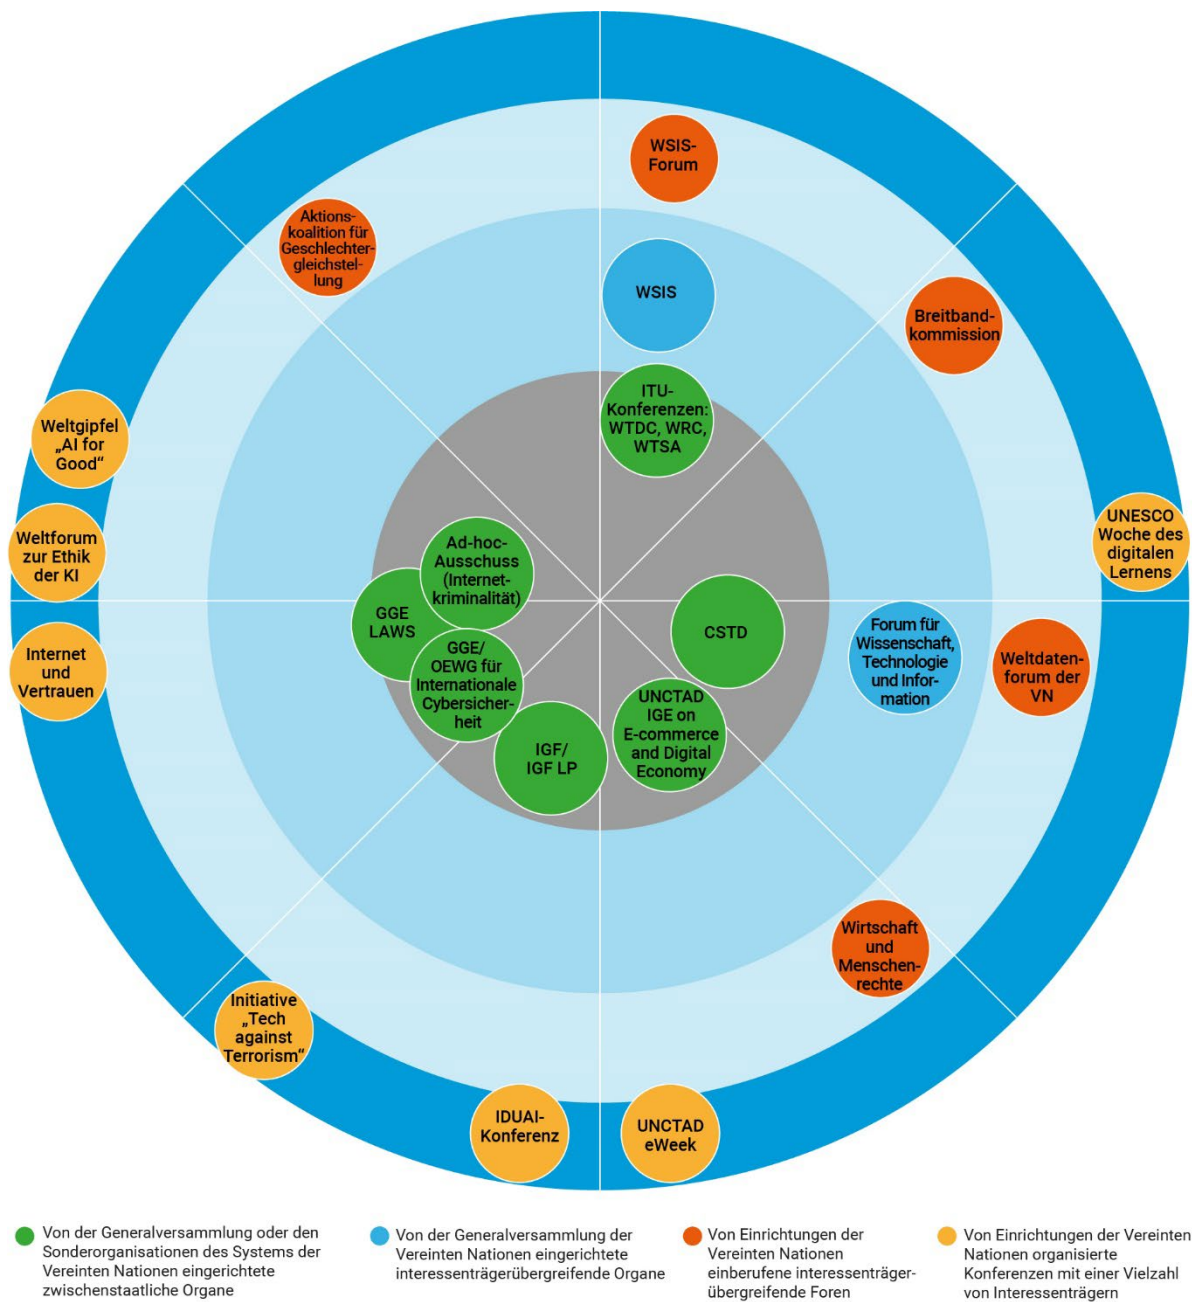 WSIS-
Forum
Aktions-
koalition für
Geschlechter-
gleichstel-
lung
WSIS
Breitband-
kommission
ITU-
Konferenzen:
WTDC, WRC,
WTSA
Weltgipfel
„AI for
Good“
Weltforum
zur Ethik
der KI
Ad-hoc-
Ausschuss
(Internet-
kriminalität)
UNESCO
Woche des
digitalen
Lernens
GGE
LAWS
CSTD
Forum für
Wissenschaft,
Technologie
und Infor-
mation
Weltdaten-
forum der
VN
Internet
und
Vertrauen
GGE/
OEWG für
Internationale
Cybersicher-
heit
IGF/
IGF LP
UNCTAD
IGE on
E-commerce
and Digital
Economy
Wirtschaft
und
Menschen-
rechte
Initiative
„Tech
against
Terrorism“
IDUAI-
Konferenz
UNCTAD
eWeek
Von der Generalversammlung oder den
Sonderorganisationen des Systems der
Vereinten Nationen eingerichtete
zwischenstaatliche Organe
Von der Generalversammlung der
Vereinten Nationen eingerichtete
interessenträgerübergreifende Organe
Von Einrichtungen der
Vereinten Nationen
einberufene interessenträger-
übergreifende Foren
Von Einrichtungen der Vereinten
Nationen organisierte
Konferenzen mit einer Vielzahl
von Interessenträgern